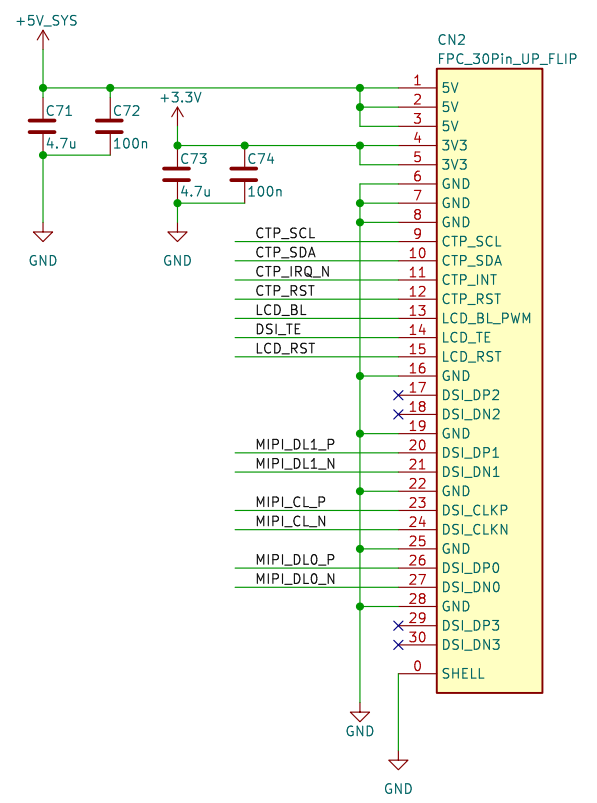 +5V_SYS
CN2
FPC_30Pin_UP_FLIP
1 5V
+3.3V
2 5V
C71 C72
3 5V
4.7u 100n
4 3V3
C73 C74
5 3V3
4.7u 100n
6 GND
7 GND
8 GND
CTP_SCL 9 CTP_SCL
GND GND
CTP_SDA 10 CTP_SDA
CTP_IRQ_N 11 CTP_INT
CTP_RST 12 CTP_RST
LCD_BL 13 LCD_BL_PWM
DSI_TE 14 LCD_TE
LCD_RST 15 LCD_RST
16 GND
17 DSI_DP2
18 DSI_DN2
19 GND
MIPI_DL1_P 20 DSI_DP1
MIPI_DL1_N 21 DSI_DN1
22 GND
MIPI_CL_P 23 DSI_CLKP
MIPI_CL_N 24 DSI_CLKN
25 GND
MIPI_DL0_P 26 DSI_DP0
MIPI_DL0_N 27 DSI_DN0
28 GND
29 DSI_DP3
30 DSI_DN3
0 SHELL
GND
GND